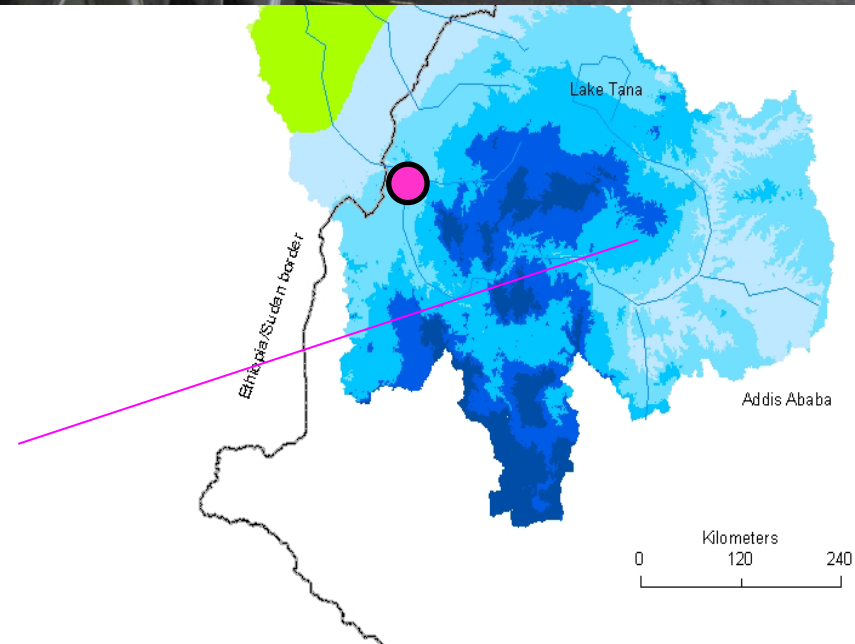 Lake Tana
Ethiopia/Sudan border
Addis Ababa
Kilometers
0 120 240